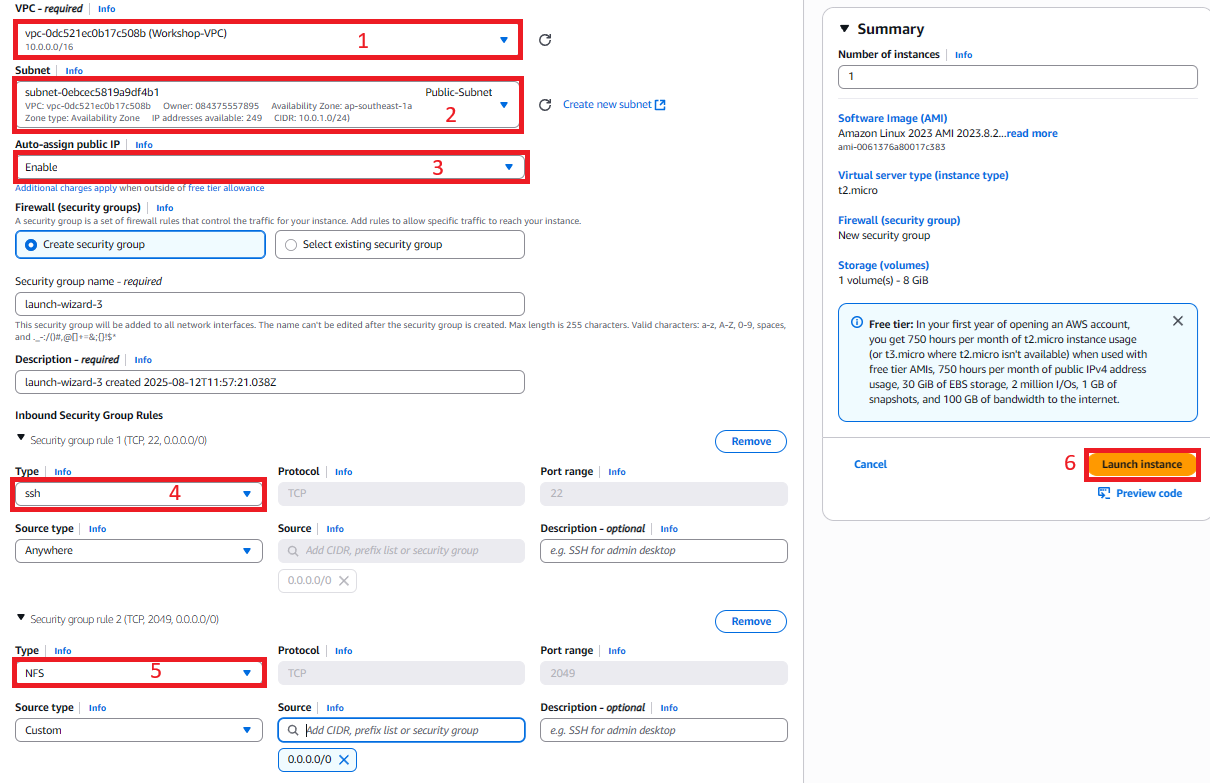 VPC - required Info
vpc-0dc521ec0b17c508b (Workshop-VPC)
10.0.0.0/16
1
Subnet Info
subnet-0ebcec5819a9df4b1 Public-Subnet
VPC: vpc-0dc521ec0b17c508b Owner: 084375557895 Availability Zone: ap-southeast-1a
Zone type: Availability Zone IP addresses available: 249 CIDR: 10.0.1.0/24)
2
Create new subnet
Auto-assign public IP Info
Enable
3
Additional charges apply when outside of free tier allowance
Firewall (security groups) Info
A security group is a set of firewall rules that control the traffic for your instance. Add rules to allow specific traffic to reach your instance.
Create security group
Select existing security group
Security group name - required
launch-wizard-3
This security group will be added to all network interfaces. The name can't be edited after the security group is created. Max length is 255 characters. Valid characters: a-z, A-Z, 0-9, spaces,
and ._-:/()#,@[]+=&;{}!$*
Description - required Info
launch-wizard-3 created 2025-08-12T11:57:21.038Z
Inbound Security Group Rules
Security group rule 1 (TCP, 22, 0.0.0.0/0)
Remove
Type Info Protocol Info Port range Info
ssh 4 TCP 22
Source type Info Source Info Description - optional Info
Anywhere Add CIDR, prefix list or security group e.g. SSH for admin desktop
0.0.0.0/0
Security group rule 2 (TCP, 2049, 0.0.0.0/0)
Remove
Type Info Protocol Info Port range Info
NFS 5 TCP 2049
Source type Info Source Info Description - optional Info
Custom Add CIDR, prefix list or security group e.g. SSH for admin desktop
0.0.0.0/0
Summary
Number of instances Info
1
Software Image (AMI)
Amazon Linux 2023 AMI 2023.8.2...read more
ami-0061376a80017c383
Virtual server type (instance type)
t2.micro
Firewall (security group)
New security group
Storage (volumes)
1 volume(s) - 8 GiB
Free tier: In your first year of opening an AWS account,
you get 750 hours per month of t2.micro instance usage
(or t3.micro where t2.micro isn't available) when used with
free tier AMIs, 750 hours per month of public IPv4 address
usage, 30 GiB of EBS storage, 2 million I/Os, 1 GB of
snapshots, and 100 GB of bandwidth to the internet.
Cancel
6
Launch instance
Preview code